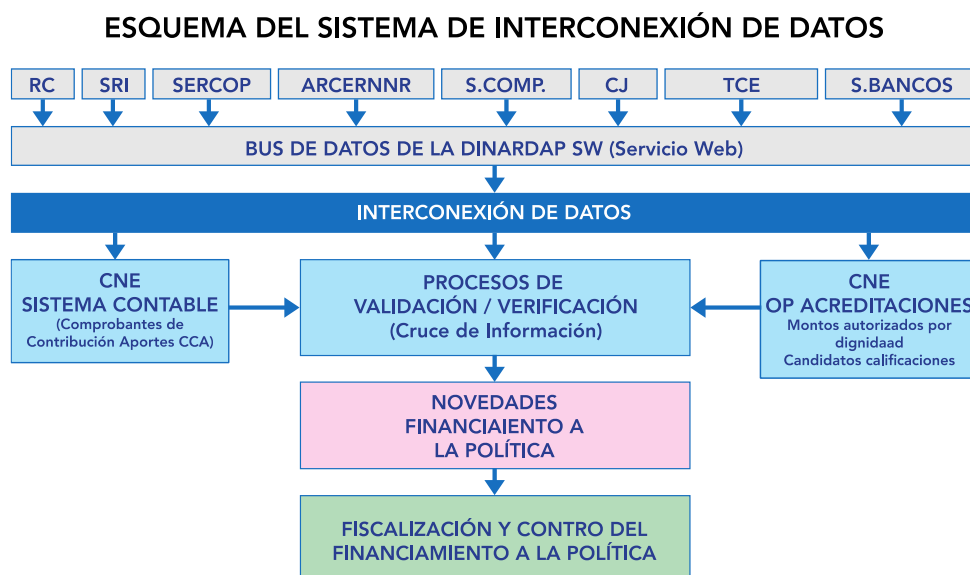 ESQUEMA DEL SISTEMA DE INTERCONEXIÓN DE DATOS
RC
SRI
SERCOP
ARCERNNR
S.COMP.
CJ
TCE
S.BANCOS
BUS DE DATOS DE LA DINARDAP SW (Servicio Web)
INTERCONEXIÓN DE DATOS
CNE
SISTEMA CONTABLE
(Comprobantes de
Contribución Aportes CCA)
PROCESOS DE
VALIDACIÓN / VERIFICACIÓN
(Cruce de Información)
CNE
OP ACREDITACIONES
Montos autorizados por
dignidaad
Candidatos calificaciones
NOVEDADES
FINANCIAIENTO A
LA POLÍTICA
FISCALIZACIÓN Y CONTRO DEL
FINANCIAMIENTO A LA POLÍTICA